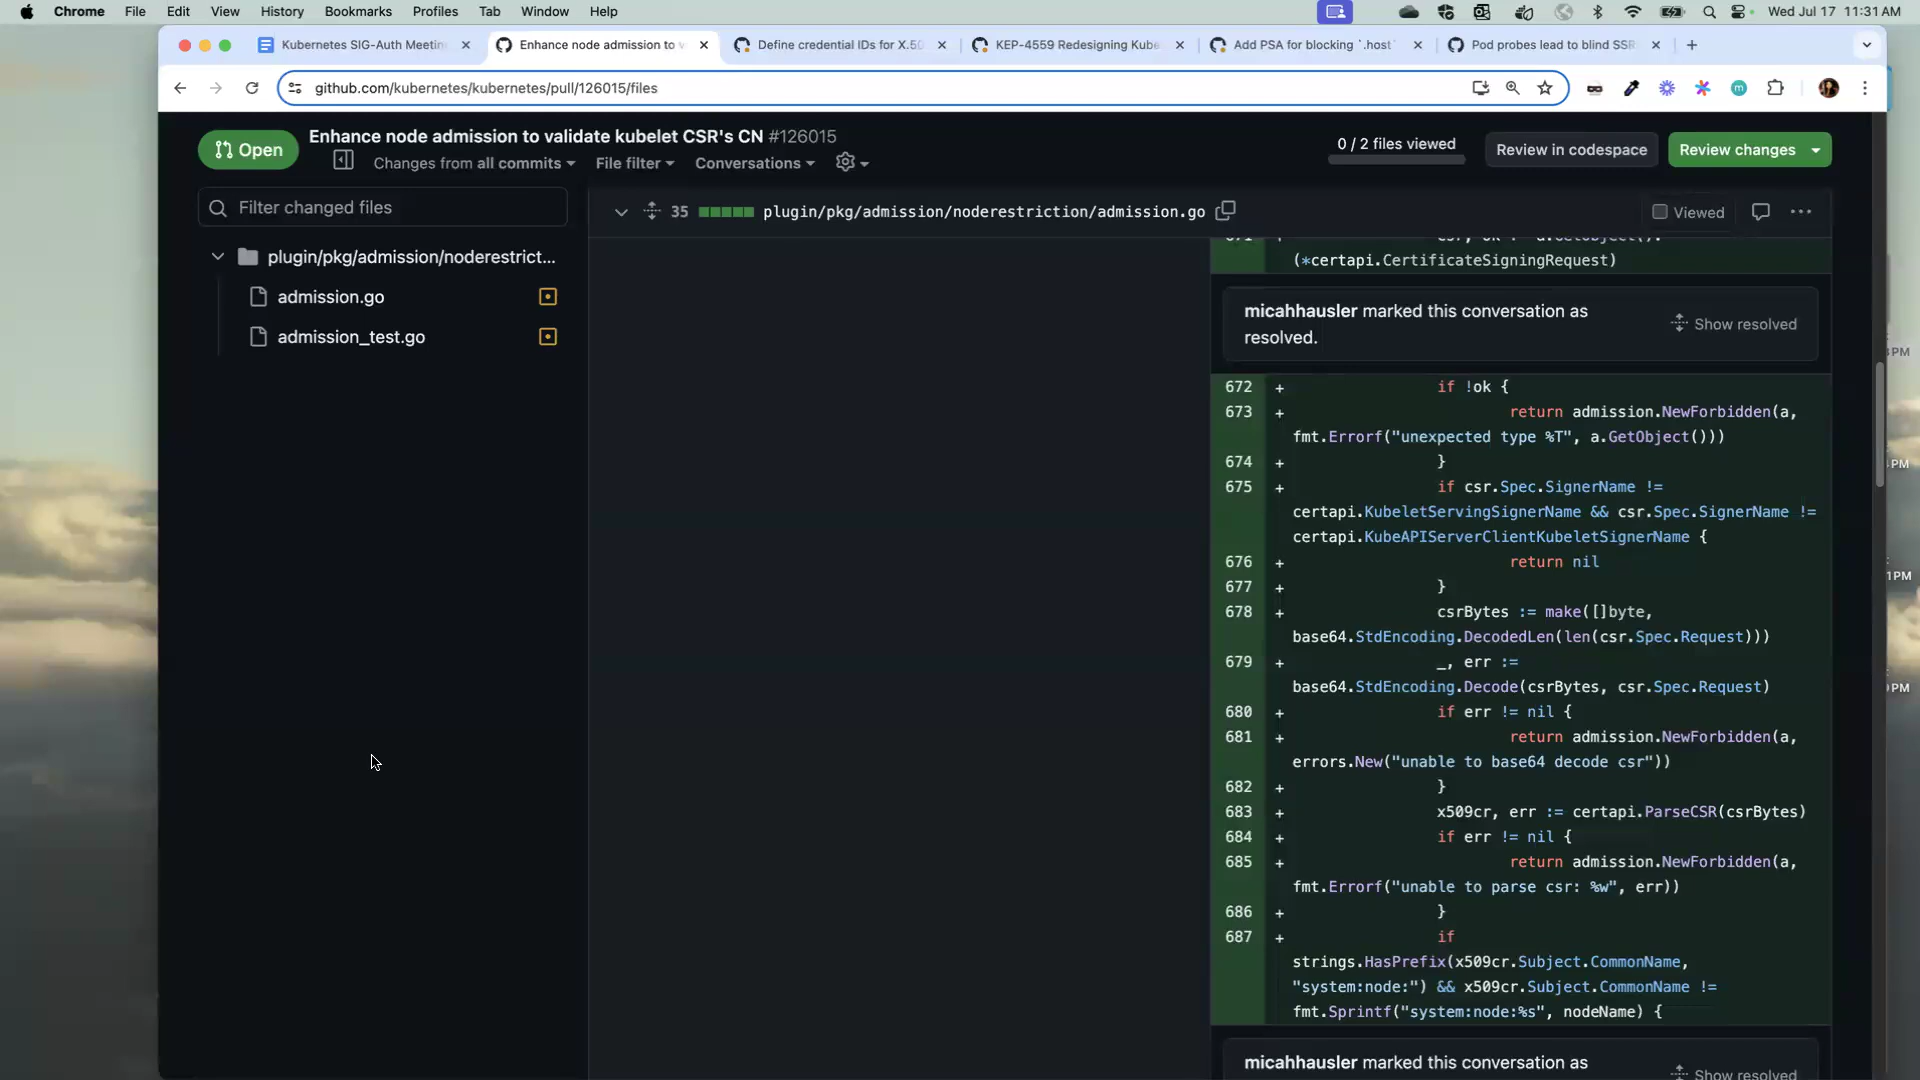 Chrome File Edit View History Bookmarks Profiles Tab Window Help Wed Jul 17 11:31 AM
Kubernetes SIG-Auth Meetin Enhance node admission to v Define credential IDs for X.50 KEP-4559 Redesigning Kube Add PSA for blocking `.host` Pod probes lead to blind SSR
github.com/kubernetes/kubernetes/pull/126015/files
Open
Enhance node admission to validate kubelet CSR's CN #126015
Changes from all commits File filter Conversations
0 / 2 files viewed
Review in codespace
Review changes
Filter changed files
plugin/pkg/admission/noderestrict...
admission.go
admission_test.go
35 plugin/pkg/admission/noderestriction/admission.go
Viewed
(*certapi.CertificateSigningRequest)
micahhausler marked this conversation as
resolved.
Show resolved
672 + if !ok {
673 + return admission.NewForbidden(a,
fmt.Errorf("unexpected type %T", a.GetObject()))
674 + }
675 + if csr.Spec.SignerName !=
certapi.KubeletServingSignerName && csr.Spec.SignerName !=
certapi.KubeAPIServerClientKubeletSignerName {
676 + return nil
677 + }
678 + csrBytes := make([]byte,
base64.StdEncoding.DecodedLen(len(csr.Spec.Request)))
679 + _, err :=
base64.StdEncoding.Decode(csrBytes, csr.Spec.Request)
680 + if err != nil {
681 + return admission.NewForbidden(a,
errors.New("unable to base64 decode csr"))
682 + }
683 + x509cr, err := certapi.ParseCSR(csrBytes)
684 + if err != nil {
685 + return admission.NewForbidden(a,
fmt.Errorf("unable to parse csr: %w", err))
686 + }
687 + if
strings.HasPrefix(x509cr.Subject.CommonName,
"system:node:") && x509cr.Subject.CommonName !=
fmt.Sprintf("system:node:%s", nodeName) {
micahhausler marked this conversation as
Show resolved